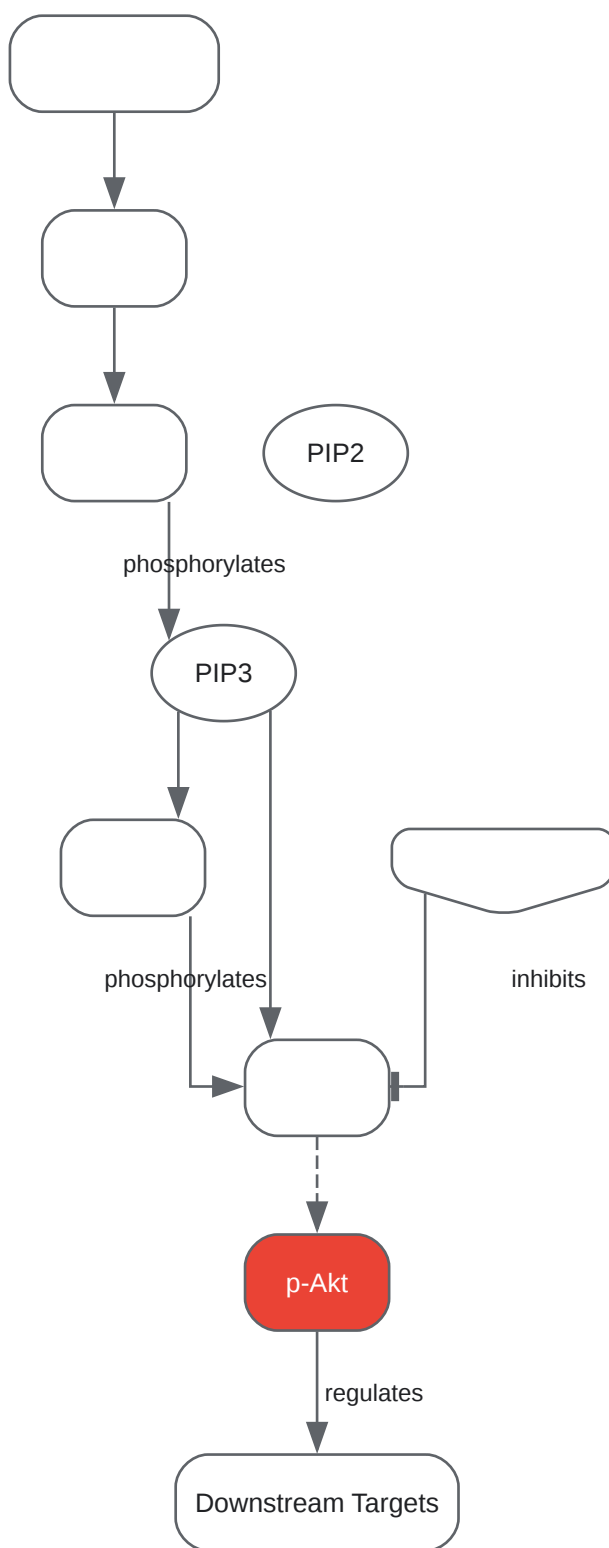 PIP2
phosphorylates
PIP3
phosphorylates
inhibits
p-Akt
regulates
Downstream Targets